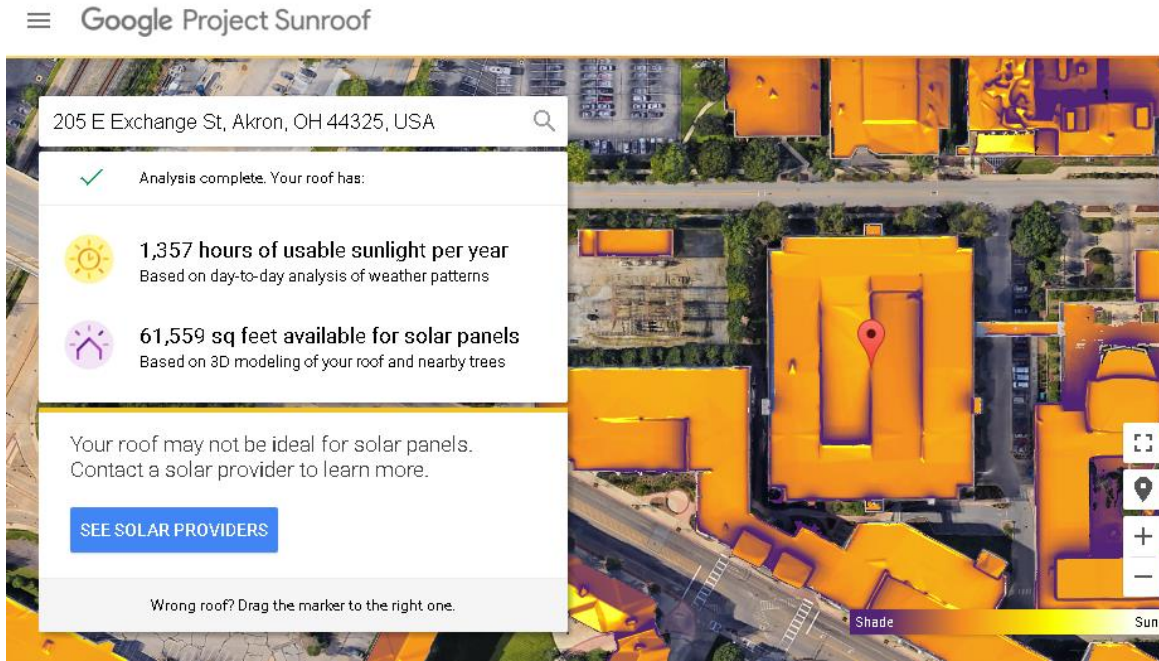 Google Project Sunroof
205 E Exchange St, Akron, OH 44325, USA
Analysis complete. Your roof has:
1,357 hours of usable sunlight per year
Based on day-to-day analysis of weather patterns
61,559 sq feet available for solar panels
Based on 3D modeling of your roof and nearby trees
Your roof may not be ideal for solar panels.
Contact a solar provider to learn more.
SEE SOLAR PROVIDERS
Wrong roof? Drag the marker to the right one.
Shade
Sun